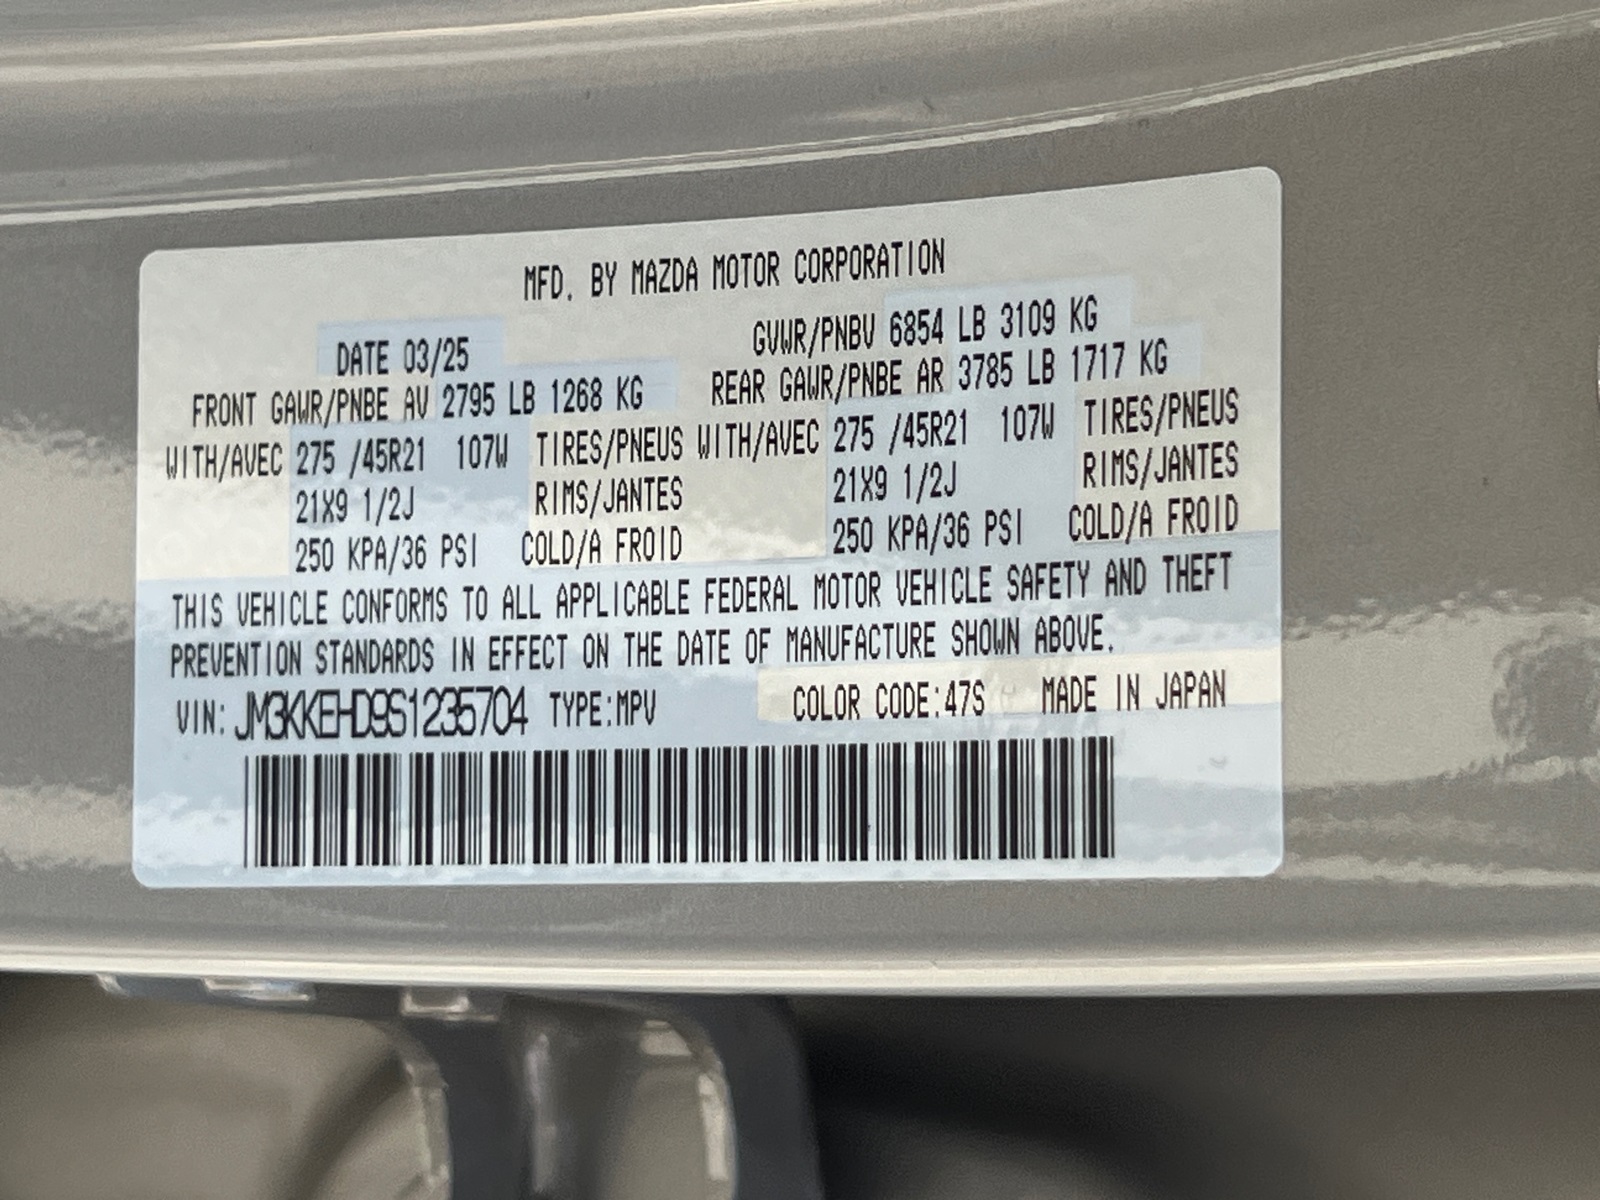 MFD. BY MAZDA MOTOR CORPORATION
DATE 03/25 GVWR/PNBV 6854 LB 3109 KG
FRONT GAWR/PNBE AV 2795 LB 1268 KG REAR GAWR/PNBE AR 3785 LB 1717 KG
WITH/AVEC 275 /45R21 107W TIRES/PNEUS WITH/AVEC 275 /45R21 107W TIRES/PNEUS
21X9 1/2J RIMS/JANTES 21X9 1/2J RIMS/JANTES
250 KPA/36 PSI COLD/A FROID 250 KPA/36 PSI COLD/A FROID
THIS VEHICLE CONFORMS TO ALL APPLICABLE FEDERAL MOTOR VEHICLE SAFETY AND THEFT
PREVENTION STANDARDS IN EFFECT ON THE DATE OF MANUFACTURE SHOWN ABOVE.
VIN: JM3KKEHD9S1235704 TYPE:MPV COLOR CODE:47S MADE IN JAPAN